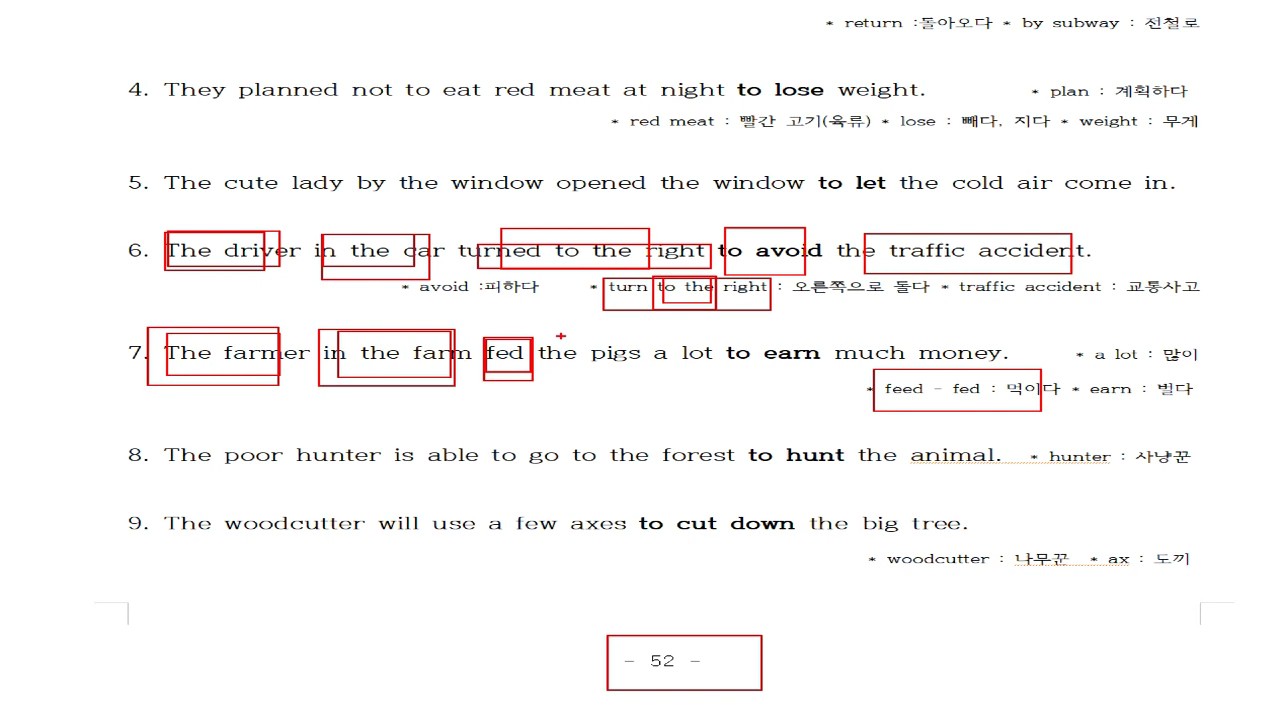 * return :돌아오다 * by subway : 전철로
4. They planned not to eat red meat at night to lose weight. * plan : 계획하다
* red meat : 빨간 고기(육류) * lose : 빼다, 지다 * weight : 무게
5. The cute lady by the window opened the window to let the cold air come in.
6. The driver in the car turned to the right to avoid the traffic accident.
* avoid :피하다 * turn to the right : 오른쪽으로 돌다 * traffic accident : 교통사고
7. The farmer in the farm fed the pigs a lot to earn much money. * a lot : 많이
* feed - fed : 먹이다 * earn : 벌다
8. The poor hunter is able to go to the forest to hunt the animal. * hunter : 사냥꾼
9. The woodcutter will use a few axes to cut down the big tree.
* woodcutter : 나무꾼 * ax : 도끼
- 52 -